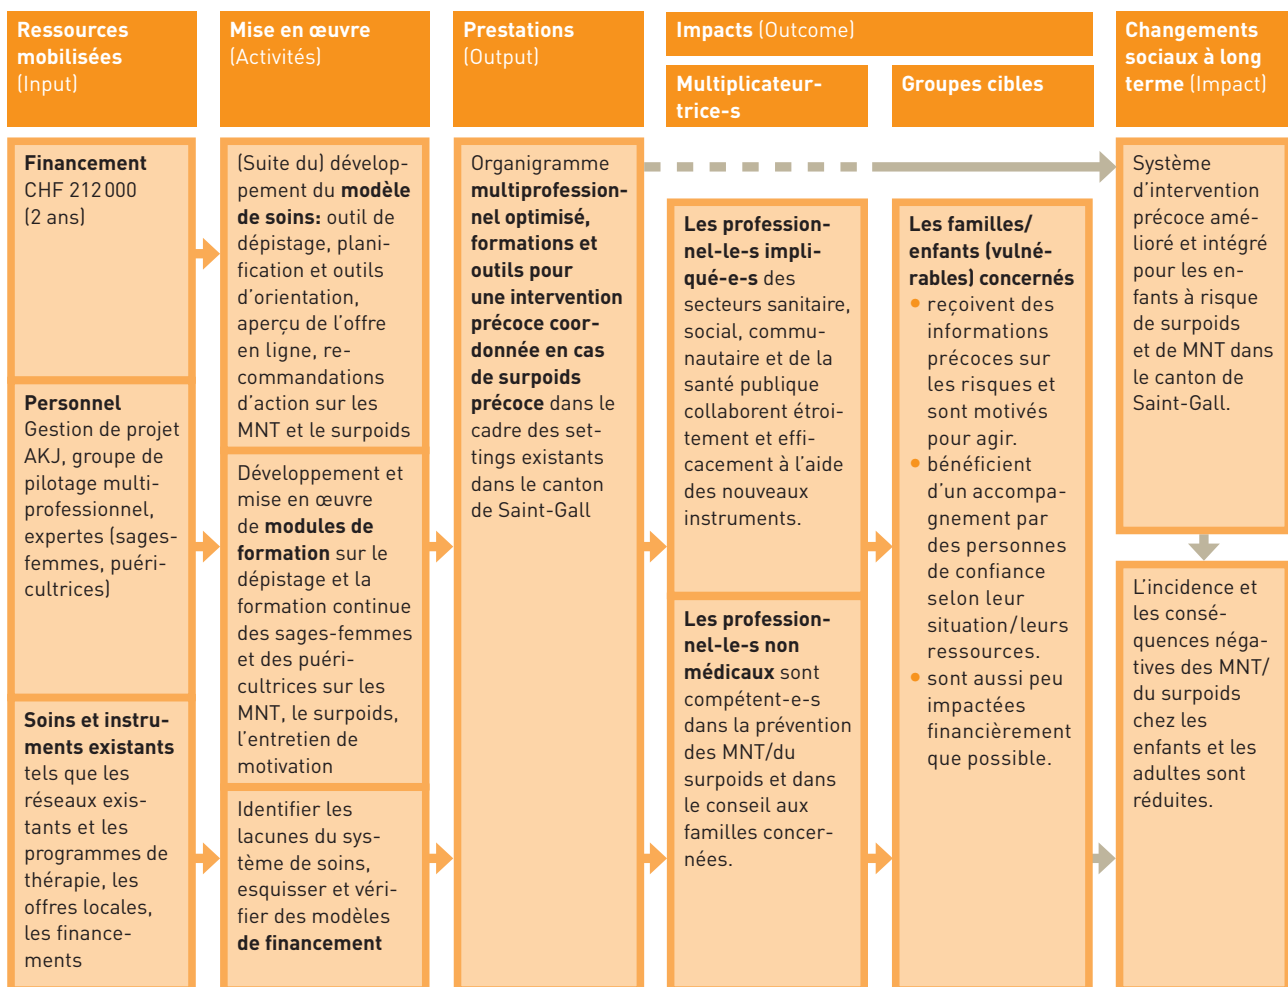 Ressources
mobilisées
(Input)
Mise en œuvre
(Activités)
Prestations
(Output)
Impacts (Outcome)
Multiplicateur-
trice-s
Groupes cibles
Changements
sociaux à long
terme (Impact)
Financement
CHF 212 000
(2 ans)
Personnel
Gestion de projet
AKJ, groupe de
pilotage multi-
professionnel,
expertes (sages-
femmes, puéri-
cultrices)
Soins et instru-
ments existants
tels que les
réseaux exis-
tants et les
programmes de
thérapie, les
offres locales,
les finance-
ments
(Suite du) dévelop-
pement du modèle
de soins: outil de
dépistage, plani-
fication et outils
d'orientation,
aperçu de l'offre
en ligne, re-
commandations
d'action sur les
MNT et le surpoids
Développement et
mise en œuvre
de modules de
formation sur le
dépistage et la
formation continue
des sages-femmes
et des puéri-
cultrices sur les
MNT, le surpoids,
l'entretien de
motivation
Identifier les
lacunes du sys-
tème de soins,
esquisser et véri-
fier des modèles
de financement
Organigramme
multiprofession-
nel optimisé,
formations et
outils pour
une intervention
précoce coor-
donnée en cas
de surpoids
précoce dans le
cadre des set-
tings existants
dans le canton
de Saint-Gall
Les profession-
nel-le-s impli-
qué-e-s des
secteurs sanitaire,
social, commu-
nautaire et de la
santé publique
collaborent étroi-
tement et effi-
cacement à l'aide
des nouveaux
instruments.
Les profession-
nel-le-s non
médicaux sont
compétent-e-s
dans la prévention
des MNT/du
surpoids et dans
le conseil aux
familles concer-
nées.
Les familles/
enfants (vulné-
rables) concernés
• reçoivent des
informations
précoces sur
les risques et
sont motivés
pour agir.
• bénéficient
d'un accompa-
gnement par
des personnes
de confiance
selon leur
situation/leurs
ressources.
• sont aussi peu
impactées
financièrement
que possible.
Système
d'intervention
précoce amé-
lioré et intégré
pour les en-
fants à risque
de surpoids
et de MNT dans
le canton de
Saint-Gall.
L'incidence et
les consé-
quences néga-
tives des MNT/
du surpoids
chez les
enfants et les
adultes sont
réduites.